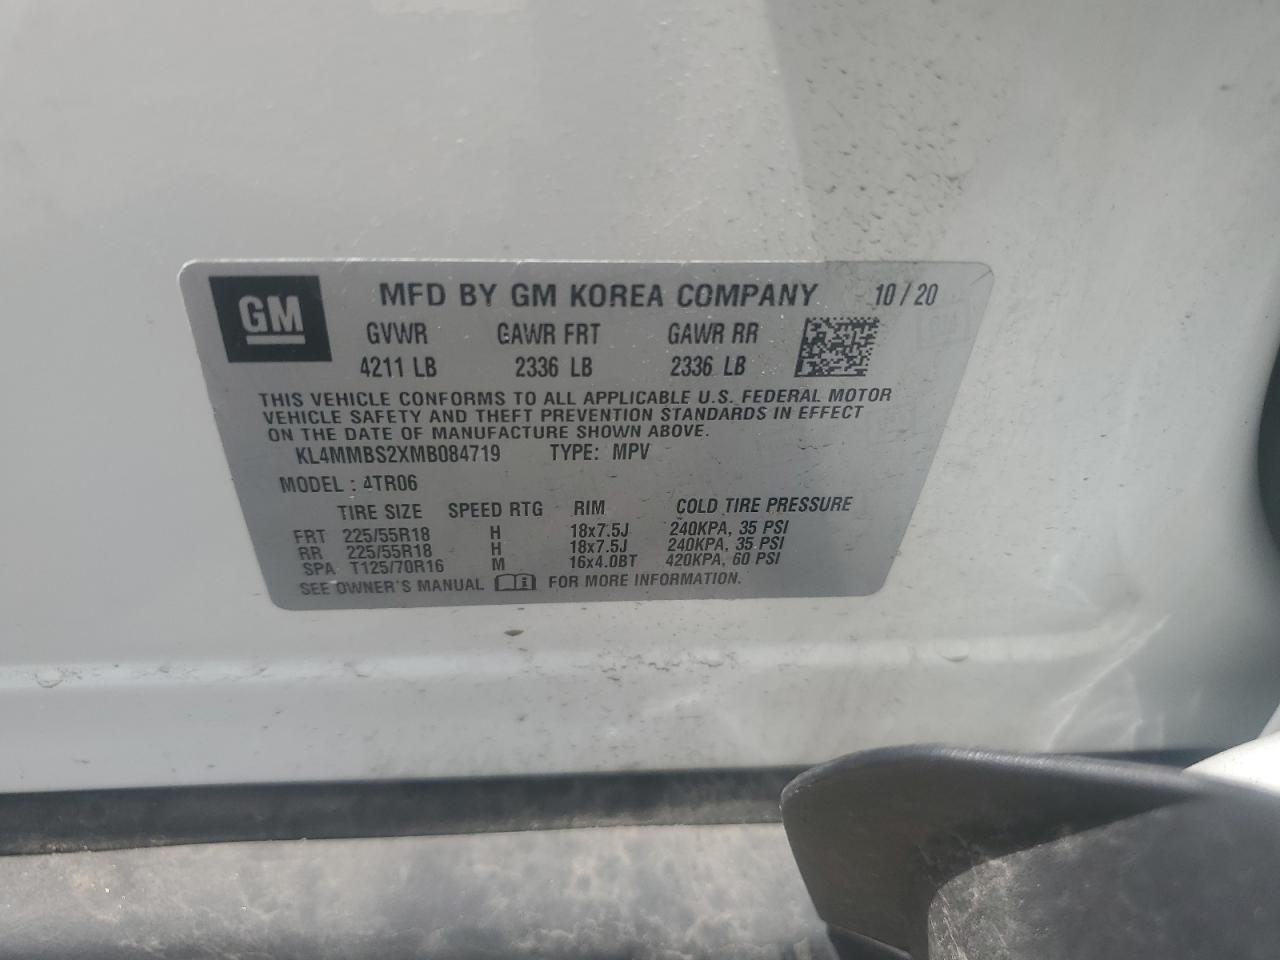 GM
MFD BY GM KOREA COMPANY 10 / 20
GVWR GAWR FRT GAWR RR
4211 LB 2336 LB 2336 LB
THIS VEHICLE CONFORMS TO ALL APPLICABLE U.S. FEDERAL MOTOR
VEHICLE SAFETY AND THEFT PREVENTION STANDARDS IN EFFECT
ON THE DATE OF MANUFACTURE SHOWN ABOVE.
KL4MMBS2XMB084719 TYPE: MPV
MODEL : 4TR06
TIRE SIZE SPEED RTG RIM COLD TIRE PRESSURE
FRT 225/55R18 H 18x7.5J 240KPA, 35 PSI
RR 225/55R18 H 18x7.5J 240KPA, 35 PSI
SPA T125/70R16 M 16x4.0BT 420KPA, 60 PSI
SEE OWNER'S MANUAL FOR MORE INFORMATION.